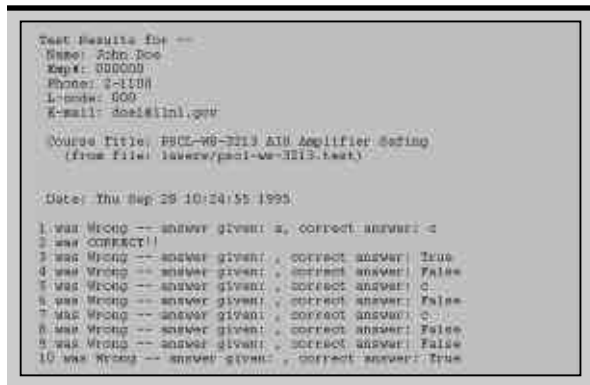 Test Results for --
Name: John Doe
Emp#: 000000
Phone: 2-1108
L-code: 000
E-mail: doe1@llnl.gov
Course Title: PSCL-WS-3213 AIS Amplifier Safing
(from file: lasers/pscl-ws-3213.test)
Date: Thu Sep 28 10:24:55 1995
1 was Wrong -- answer given: a, correct answer: c
2 was CORRECT!!
3 was Wrong -- answer given: , correct answer: True
4 was Wrong -- answer given: , correct answer: False
5 was Wrong -- answer given: , correct answer: c
6 was Wrong -- answer given: , correct answer: False
7 was Wrong -- answer given: , correct answer: c
8 was Wrong -- answer given: , correct answer: False
9 was Wrong -- answer given: , correct answer: False
10 was Wrong -- answer given: , correct answer: True